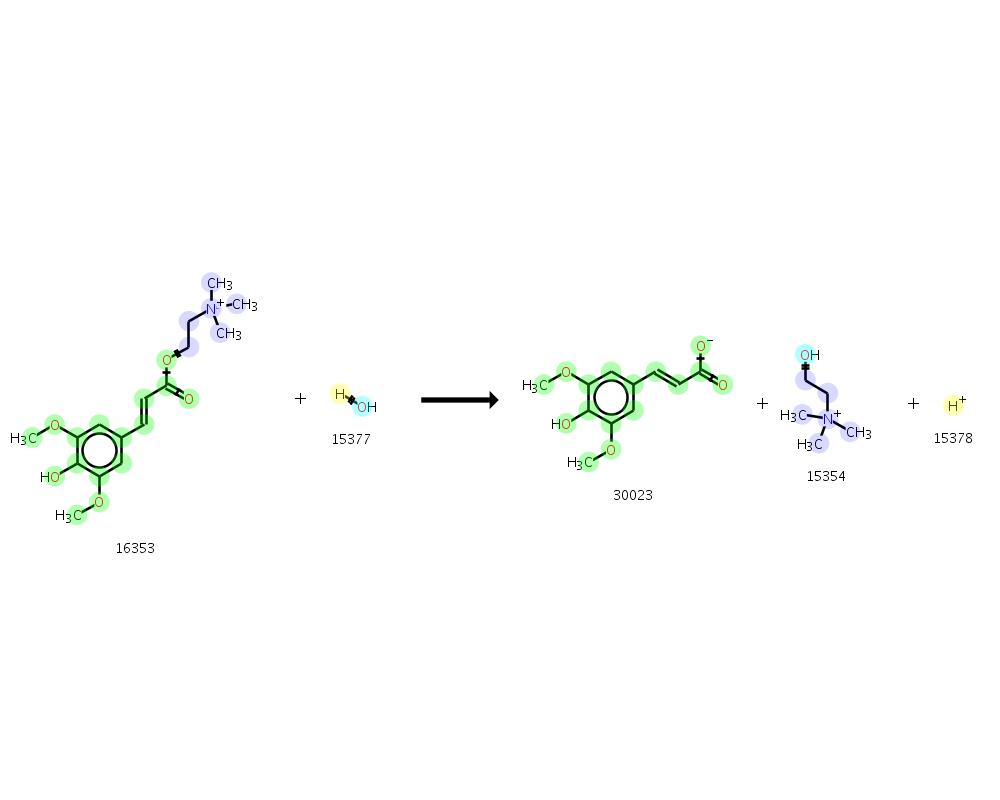 CH₃
N⁺ CH₃
CH₃
O
O
O
H₃C
HO
O
H₃C
16353
+
H
OH
15377
O⁻
O
O
H₃C
HO
O
H₃C
30023
+
OH
H₃C N⁺
CH₃
H₃C
15354
+
H⁺
15378